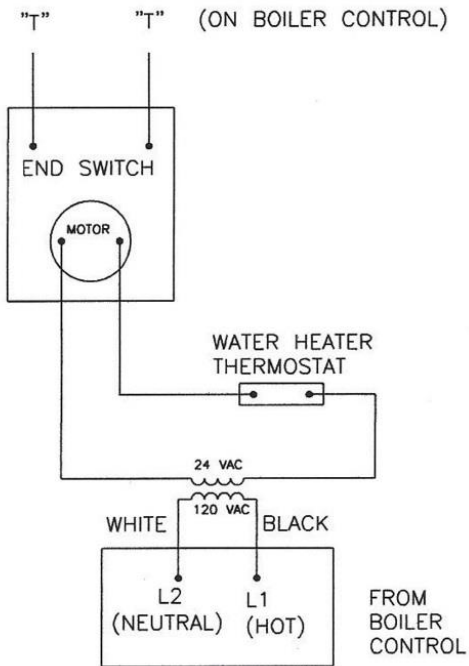 "T" "T" (ON BOILER CONTROL)
END SWITCH
MOTOR
WATER HEATER
THERMOSTAT
24 VAC
120 VAC
WHITE BLACK
L2 L1
(NEUTRAL) (HOT)
FROM
BOILER
CONTROL